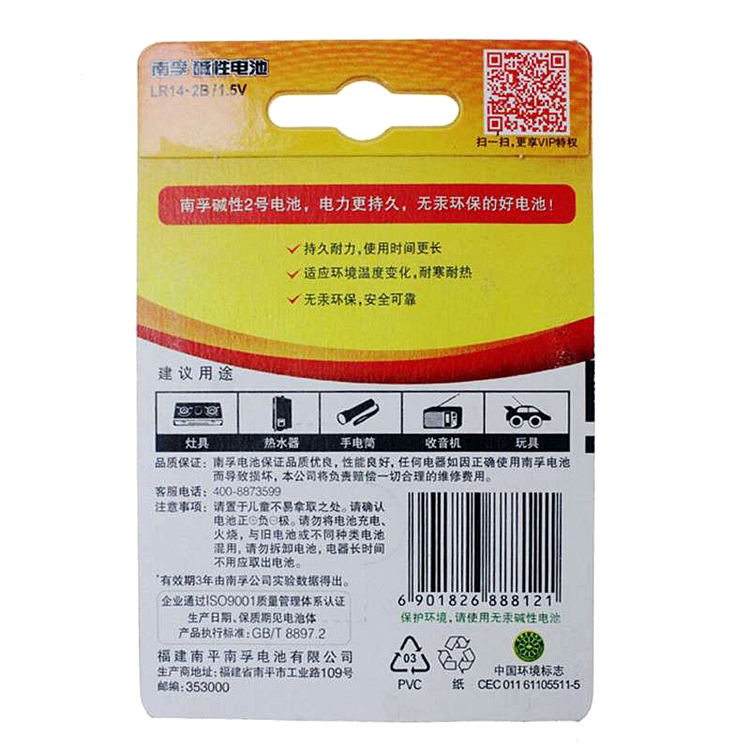 南孚 碱性电池
LR14-2B/1.5V
扫一扫,更享VIP特权
南孚碱性2号电池，电力更持久，无汞环保的好电池！
持久耐力,使用时间更长
适应环境温度变化,耐寒耐热
无汞环保,安全可靠
建议用途
灶具 热水器 手电筒 收音机 玩具
品质保证：南孚电池保证品质优良，性能良好，任何电器如因正确使用南孚电池
而导致损坏，本公司将负责赔偿一切合理的维修费用。
客服电话：400-8873599
注意事项：请置于儿童不易拿取之处。请确认
电池正⊕负⊖极。请勿将电池充电、
火烧，与旧电池或不同种类电池
混用,请勿拆卸电池，电器长时间
不用应取出电池。
*有效期3年由南孚公司实验数据得出。
企业通过ISO9001质量管理体系认证
生产日期、保质期见电池体
产品执行标准: GB/T 8897.2
6 901826 888121
保护环境,请使用无汞碱性电池
福建南平南孚电池有限公司
生产商地址: 福建省南平市工业路109号
邮编: 353000
03
PVC
纸
中国环境标志
CEC 011 61105511-5